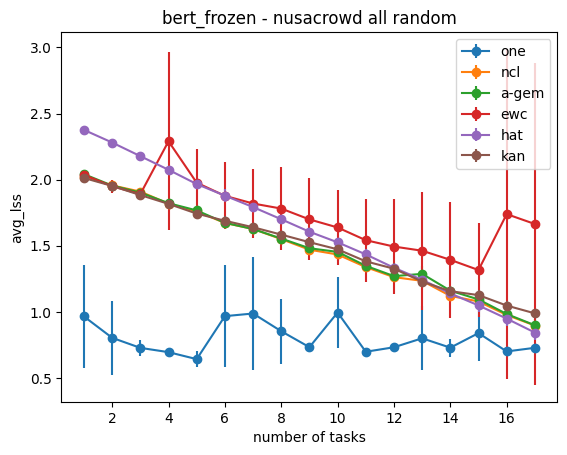 bert_frozen - nusacrowd all random
3.0
2.5
2.0
1.5
1.0
0.5
avg_lss
2 4 6 8 10 12 14 16
number of tasks
one
ncl
a-gem
ewc
hat
kan